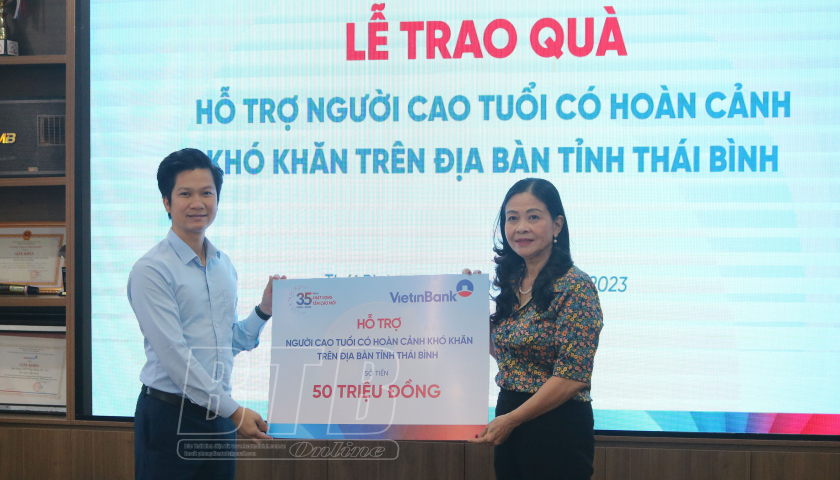 LỄ TRAO QUÀ
HỖ TRỢ NGƯỜI CAO TUỔI CÓ HOÀN CẢNH
KHÓ KHĂN TRÊN ĐỊA BÀN TỈNH THÁI BÌNH
2023
35
VietinBank
HỖ TRỢ
NGƯỜI CAO TUỔI CÓ HOÀN CẢNH KHÓ KHĂN
TRÊN ĐỊA BÀN TỈNH THÁI BÌNH
SỐ TIỀN
50 TRIỆU ĐỒNG
BTB
Online